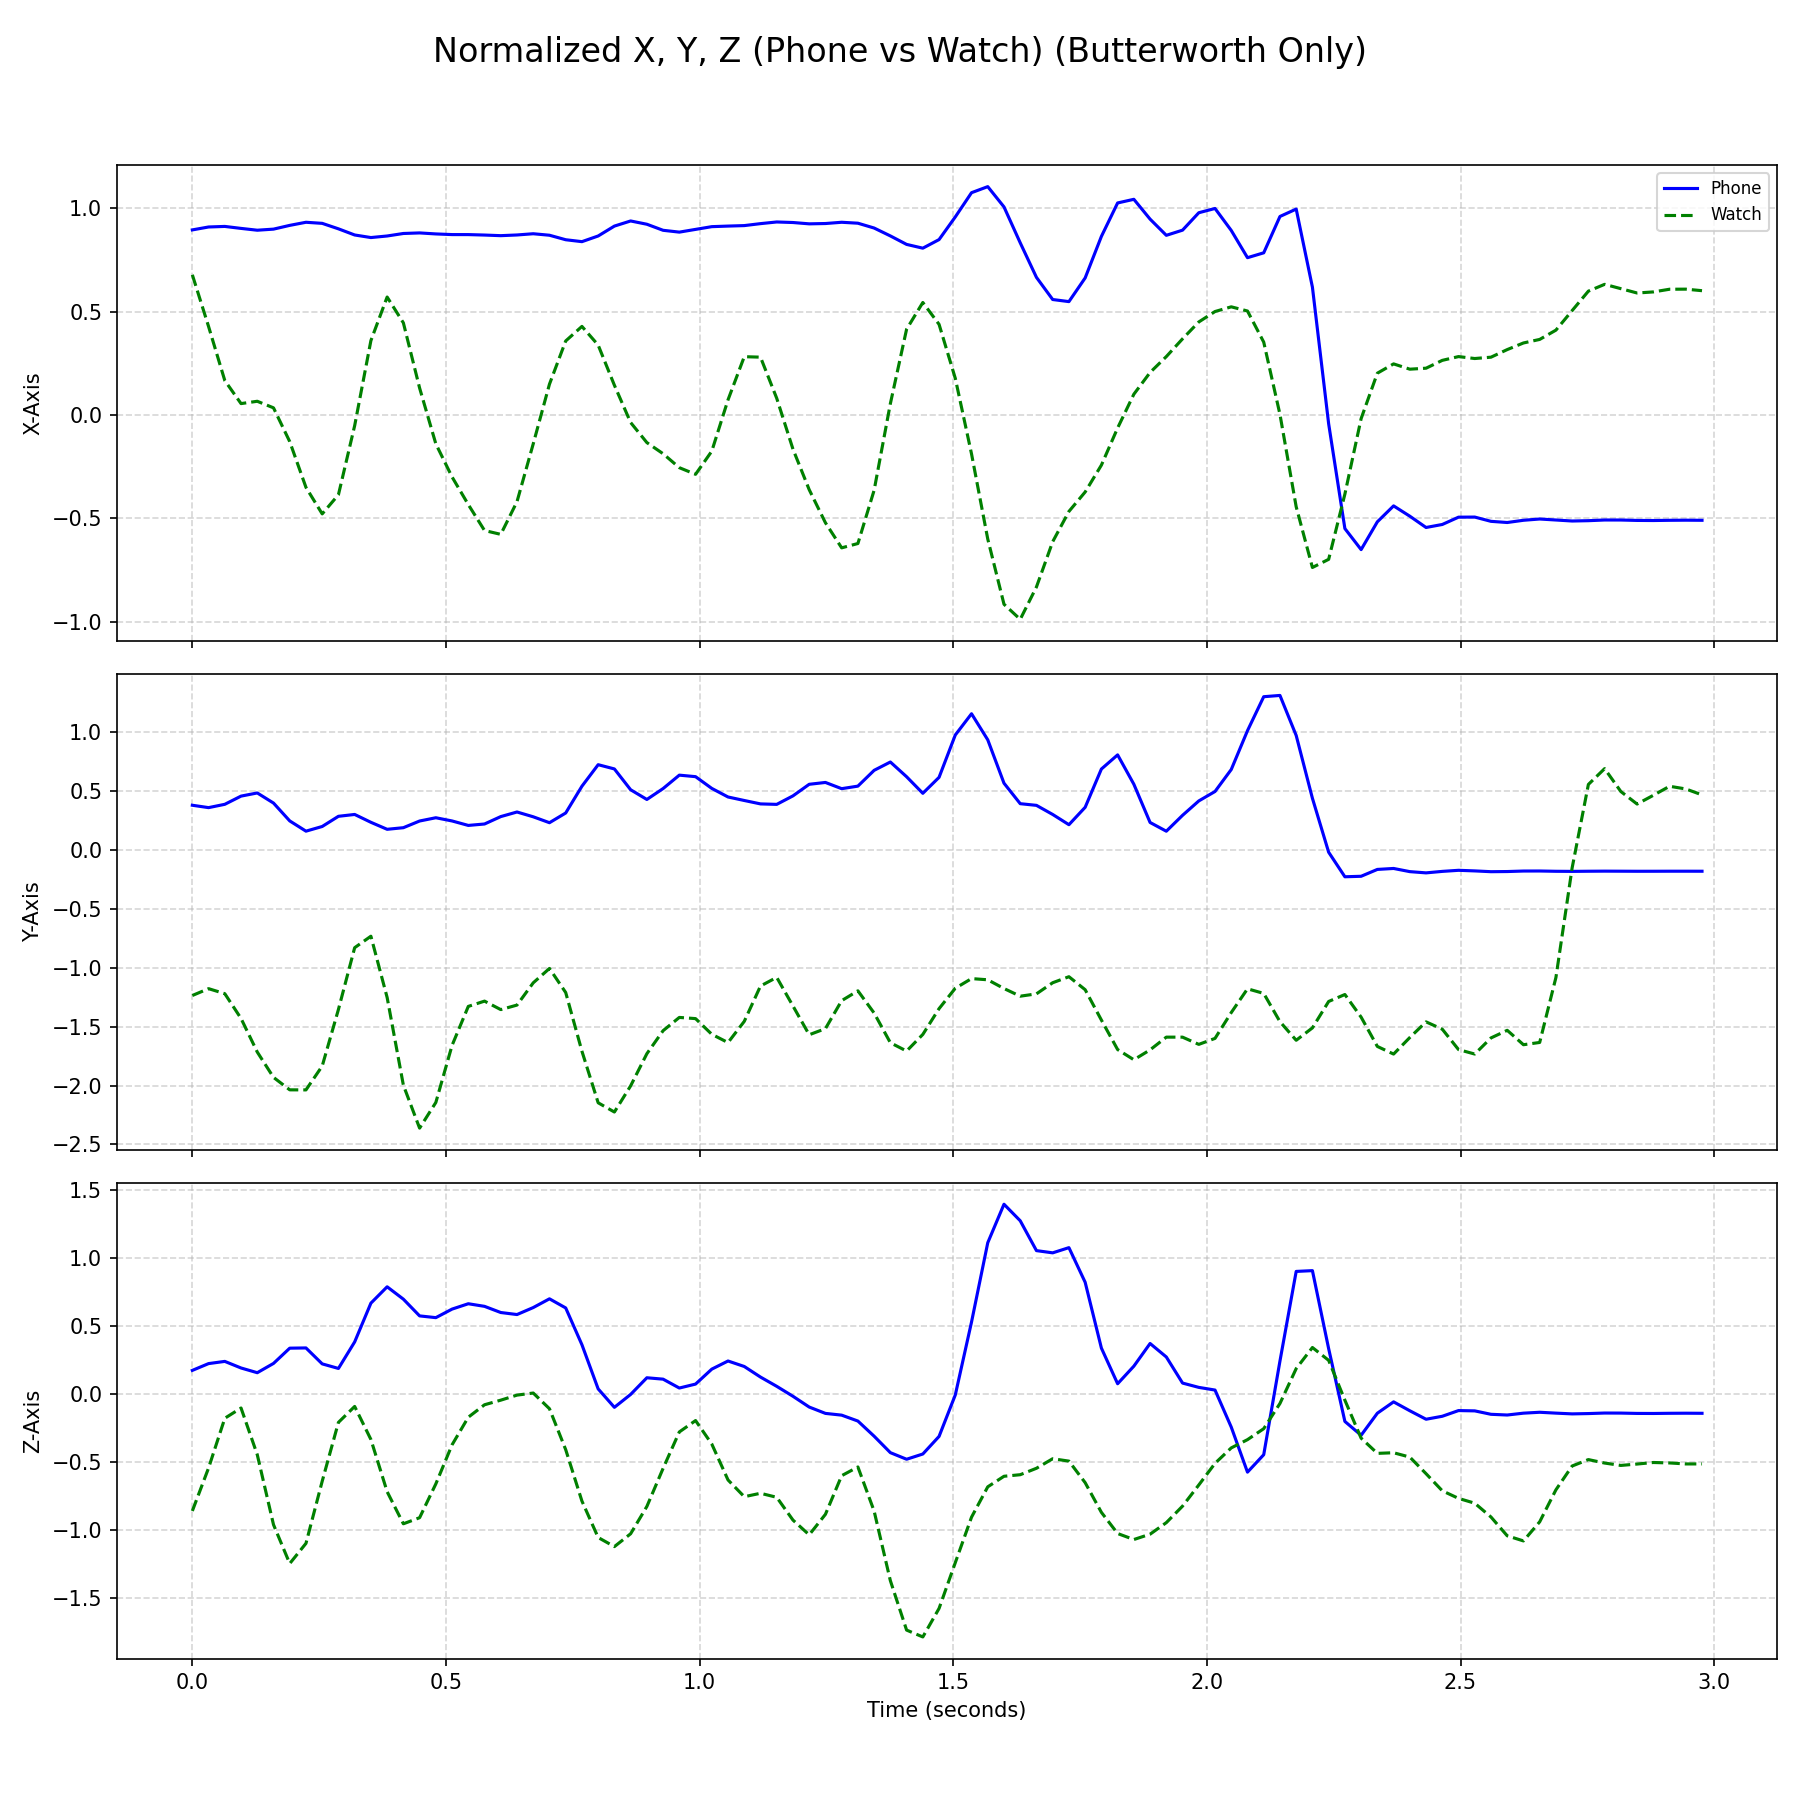 Normalized X, Y, Z (Phone vs Watch) (Butterworth Only)
Phone
Watch
1.0
0.5
0.0
−0.5
−1.0
X-Axis
1.0
0.5
0.0
−0.5
−1.0
−1.5
−2.0
−2.5
Y-Axis
1.5
1.0
0.5
0.0
−0.5
−1.0
−1.5
Z-Axis
0.0 0.5 1.0 1.5 2.0 2.5 3.0
Time (seconds)